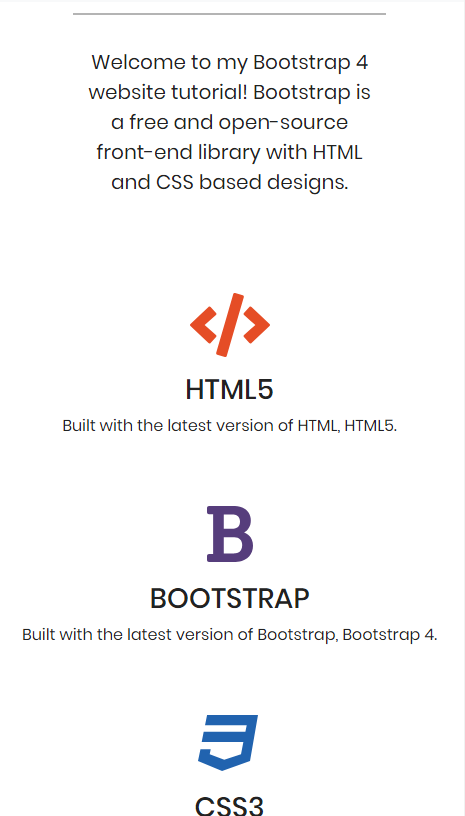 Welcome to my Bootstrap 4
website tutorial! Bootstrap is
a free and open-source
front-end library with HTML
and CSS based designs.
HTML5
Built with the latest version of HTML, HTML5.
B
BOOTSTRAP
Built with the latest version of Bootstrap, Bootstrap 4.
CSS3